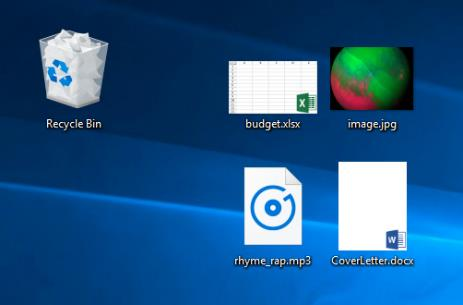 Recycle Bin
budget.xlsx
image.jpg
rhyme_rap.mp3
CoverLetter.docx